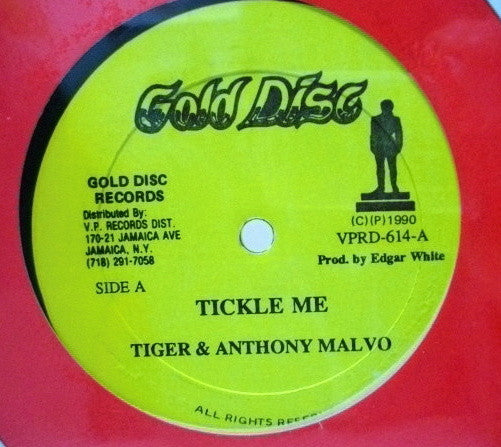 Gold Disc
GOLD DISC
RECORDS
Distributed By:
V.P. RECORDS DIST.
170-21 JAMAICA AVE
JAMAICA, N.Y.
(718) 291-7058
SIDE A
(C)(P)1990
VPRD-614-A
Prod. by Edgar White
TICKLE ME
TIGER & ANTHONY MALVO
ALL RIGHTS